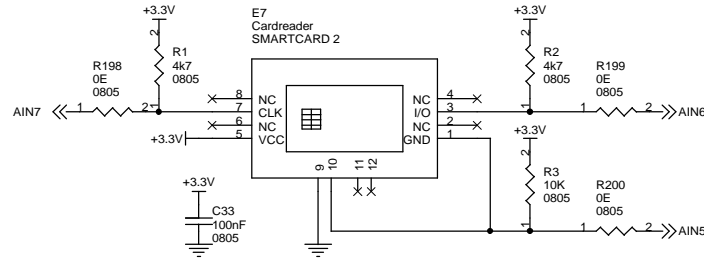 +3.3V
E7
Cardreader
SMARTCARD 2
+3.3V
2
R1
4k7
0805
1
R198
0E
0805
AIN7
1
2
8
7
6
5
NC
CLK
NC
VCC
NC
I/O
NC
GND
4
3
2
1
9
10
11
12
+3.3V
2
R2
4k7
0805
1
R199
0E
0805
1
2
AIN6
+3.3V
2
R3
10K
0805
1
R200
0E
0805
1
2
AIN5
+3.3V
C33
100nF
0805